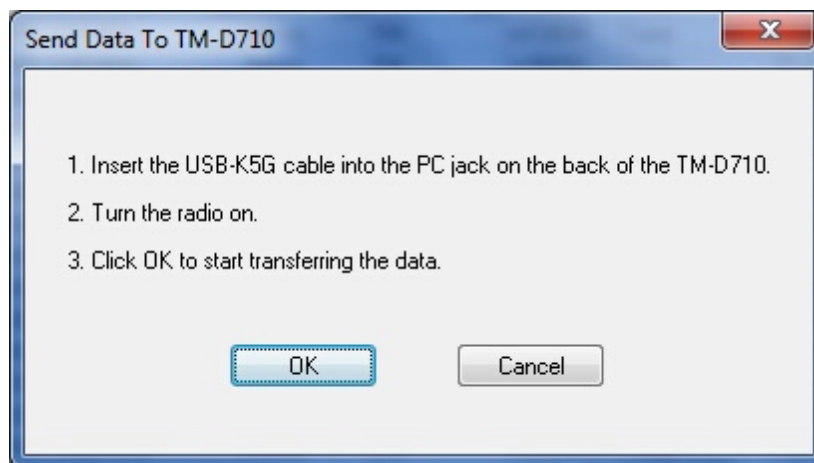 Send Data To TM-D710
1. Insert the USB-K5G cable into the PC jack on the back of the TM-D710.
2. Turn the radio on.
3. Click OK to start transferring the data.
OK
Cancel